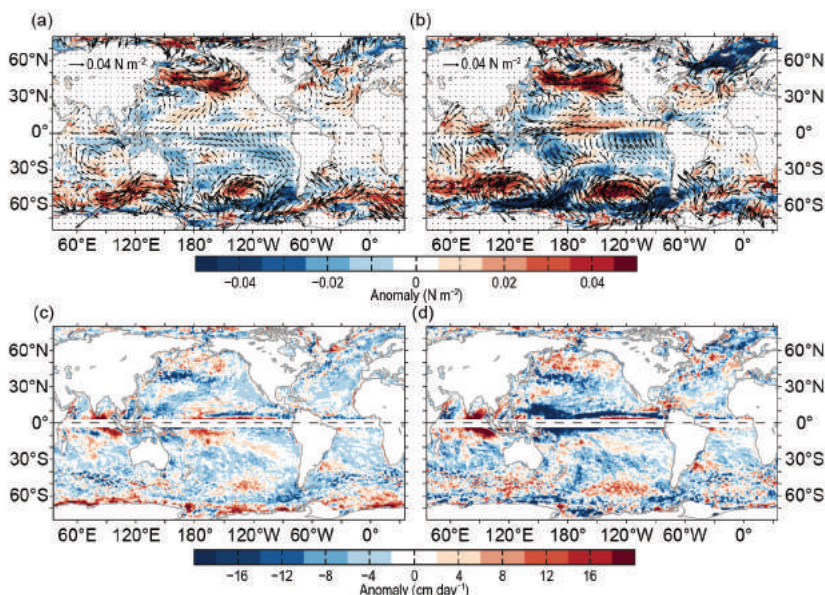 (a) (b)
60°N 0.04 N m⁻² 0.04 N m⁻² 60°N
30°N 30°N
0° 0°
30°S 30°S
60°S 60°S
60°E 120°E 180° 120°W 60°W 0° 60°E 120°E 180° 120°W 60°W 0°
−0.04 −0.02 0 0.02 0.04
Anomaly (N m⁻²)
(c) (d)
60°N 60°N
30°N 30°N
0° 0°
30°S 30°S
60°S 60°S
60°E 120°E 180° 120°W 60°W 0° 60°E 120°E 180° 120°W 60°W 0°
−16 −12 −8 −4 0 4 8 12 16
Anomaly (cm day⁻¹)